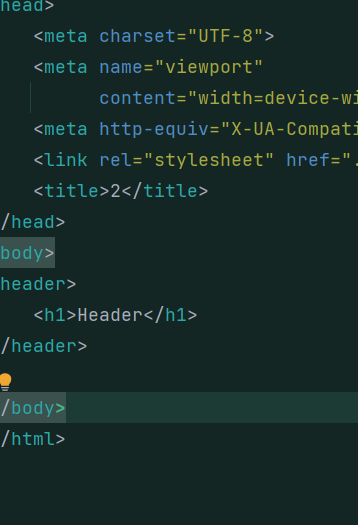 head>
<meta charset="UTF-8">
<meta name="viewport"
content="width=device-wi
<meta http-equiv="X-UA-Compati
<link rel="stylesheet" href=".
<title>2</title>
/head>
body>
header>
<h1>Header</h1>
/header>
/body>
/html>